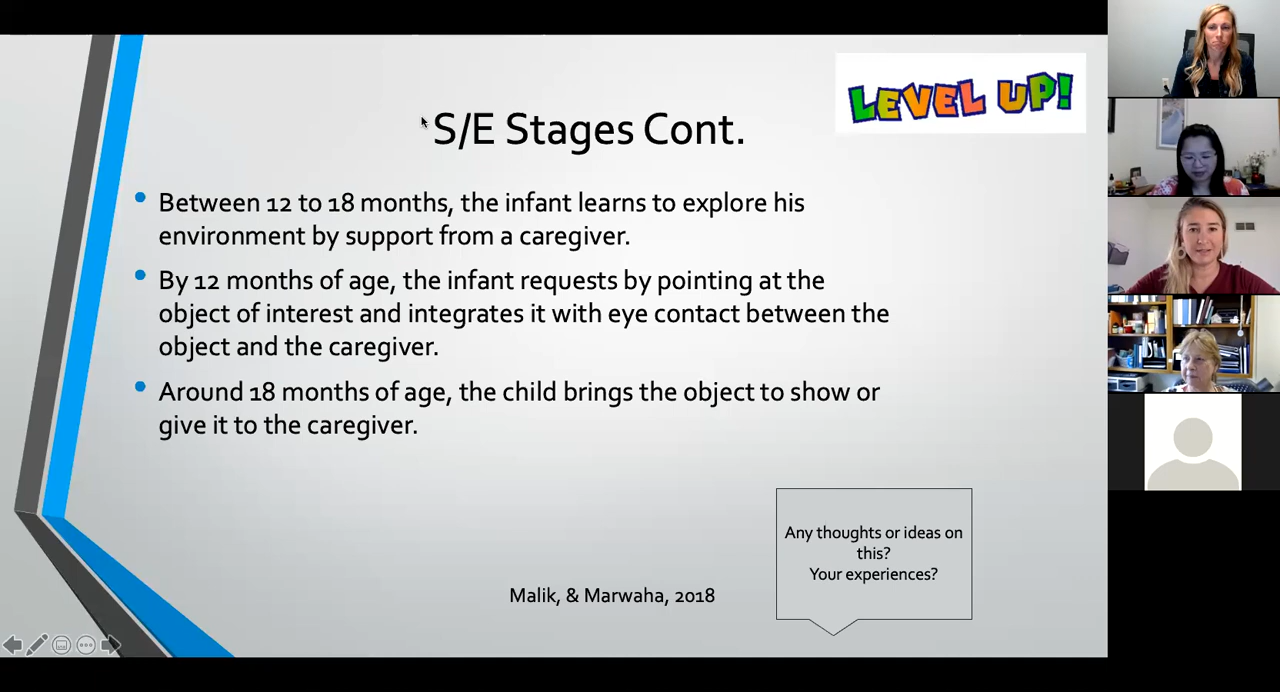 LEVEL UP!
S/E Stages Cont.
Between 12 to 18 months, the infant learns to explore his
environment by support from a caregiver.
By 12 months of age, the infant requests by pointing at the
object of interest and integrates it with eye contact between the
object and the caregiver.
Around 18 months of age, the child brings the object to show or
give it to the caregiver.
Any thoughts or ideas on
this?
Your experiences?
Malik, & Marwaha, 2018